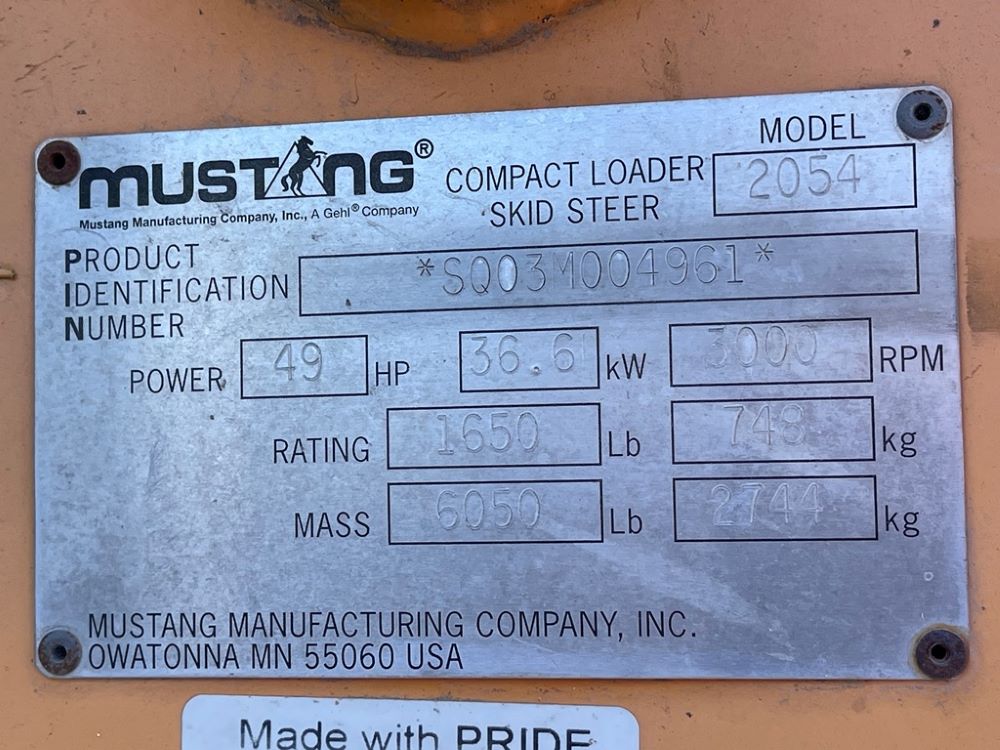 MUSTANG®
Mustang Manufacturing Company, Inc., A Gehl® Company
COMPACT LOADER
SKID STEER
MODEL
2054
PRODUCT
IDENTIFICATION
NUMBER
*SQ03M004961*
POWER 49 HP 36.6 kW 3000 RPM
RATING 1650 Lb 748 kg
MASS 6050 Lb 2744 kg
MUSTANG MANUFACTURING COMPANY, INC.
OWATONNA MN 55060 USA
Made with PRIDE